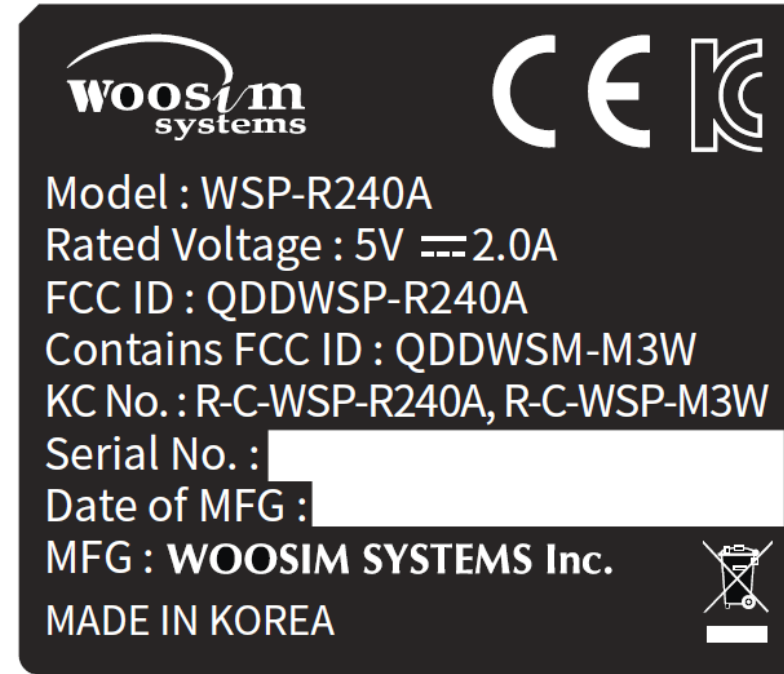 Woosim
systems
CE KC
Model : WSP-R240A
Rated Voltage : 5V ⎓ 2.0A
FCC ID : QDDWSP-R240A
Contains FCC ID : QDDWSM-M3W
KC No. : R-C-WSP-R240A, R-C-WSP-M3W
Serial No. :
Date of MFG :
MFG : WOOSIM SYSTEMS Inc.
MADE IN KOREA